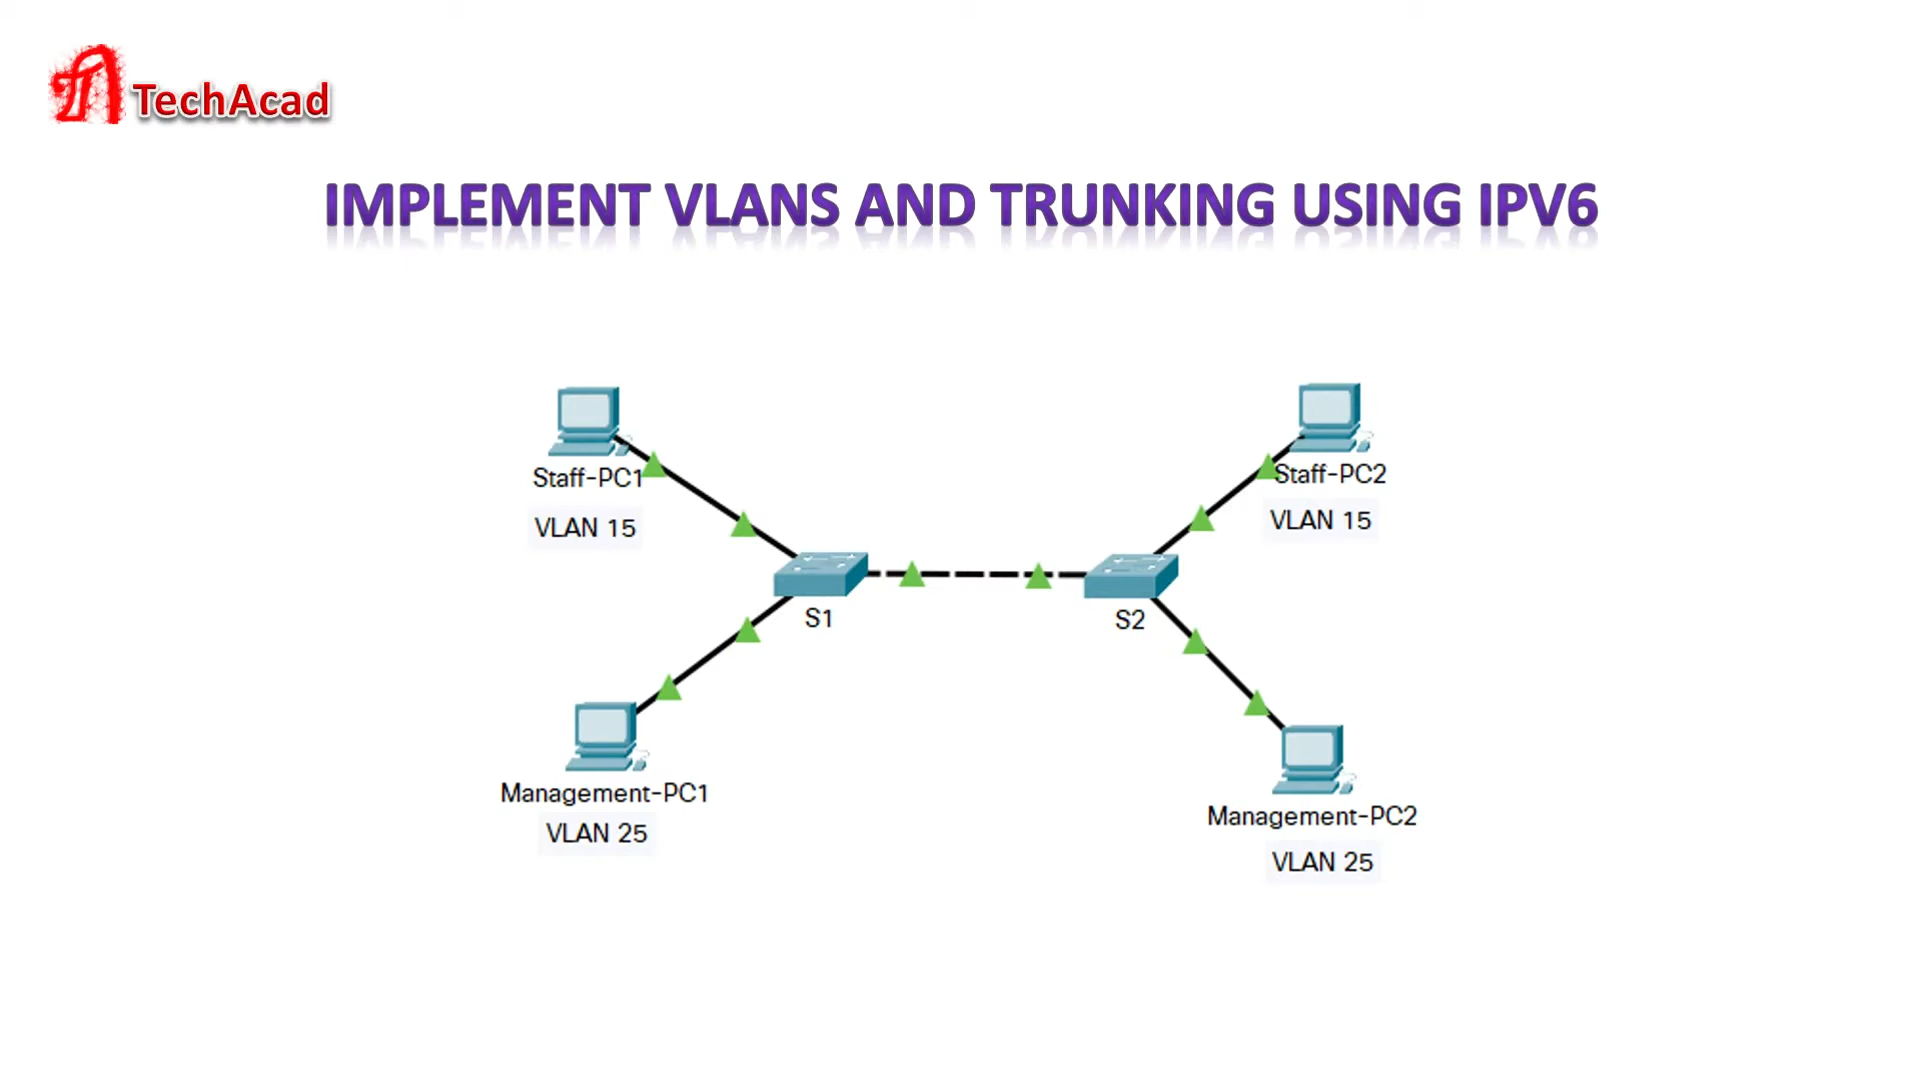 TechAcad
IMPLEMENT VLANS AND TRUNKING USING IPV6
Staff-PC1
VLAN 15
Staff-PC2
VLAN 15
S1
S2
Management-PC1
VLAN 25
Management-PC2
VLAN 25